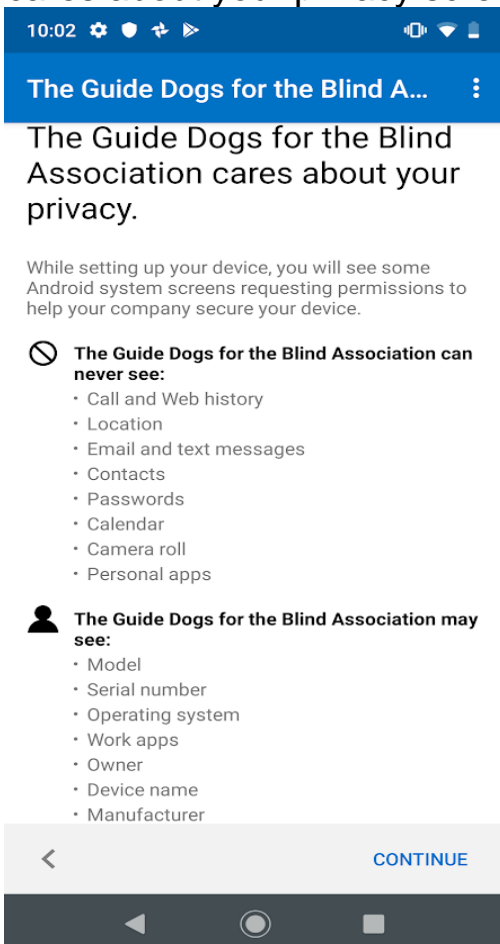 10:02
The Guide Dogs for the Blind A...
The Guide Dogs for the Blind
Association cares about your
privacy.
While setting up your device, you will see some
Android system screens requesting permissions to
help your company secure your device.
The Guide Dogs for the Blind Association can
never see:
· Call and Web history
· Location
· Email and text messages
· Contacts
· Passwords
· Calendar
· Camera roll
· Personal apps
The Guide Dogs for the Blind Association may
see:
· Model
· Serial number
· Operating system
· Work apps
· Owner
· Device name
· Manufacturer
CONTINUE